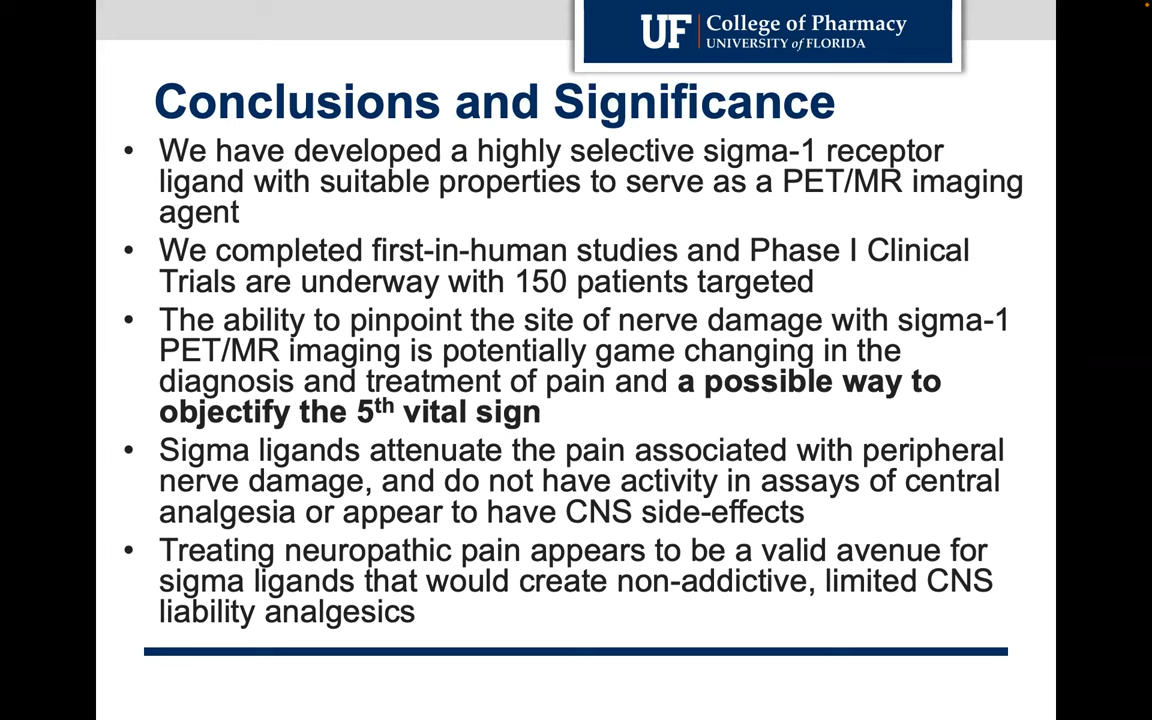 UF College of Pharmacy
UNIVERSITY of FLORIDA
Conclusions and Significance
• We have developed a highly selective sigma-1 receptor
ligand with suitable properties to serve as a PET/MR imaging
agent
• We completed first-in-human studies and Phase I Clinical
Trials are underway with 150 patients targeted
• The ability to pinpoint the site of nerve damage with sigma-1
PET/MR imaging is potentially game changing in the
diagnosis and treatment of pain and a possible way to
objectify the 5th vital sign
• Sigma ligands attenuate the pain associated with peripheral
nerve damage, and do not have activity in assays of central
analgesia or appear to have CNS side-effects
• Treating neuropathic pain appears to be a valid avenue for
sigma ligands that would create non-addictive, limited CNS
liability analgesics